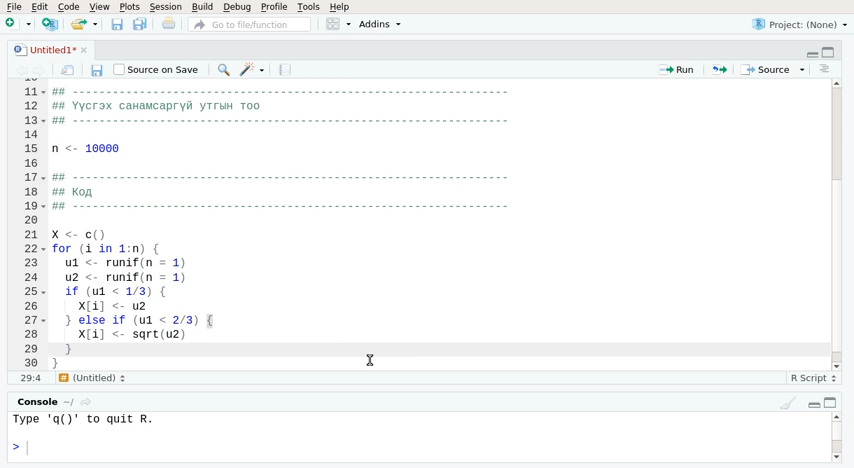 File Edit Code View Plots Session Build Debug Profile Tools Help
Go to file/function Addins Project: (None)
Untitled1*
Source on Save Run Source
10
11 ## -----------------------------------------------------------------
12 ## Үүсгэх санамсаргүй утгын тоо
13 ## -----------------------------------------------------------------
14
15 n <- 10000
16
17 ## -----------------------------------------------------------------
18 ## Код
19 ## -----------------------------------------------------------------
20
21 X <- c()
22 for (i in 1:n) {
23   u1 <- runif(n = 1)
24   u2 <- runif(n = 1)
25   if (u1 < 1/3) {
26     X[i] <- u2
27   } else if (u1 < 2/3) {
28     X[i] <- sqrt(u2)
29   }
30 }
29:4 # (Untitled) R Script
Console ~/
Type 'q()' to quit R.
>